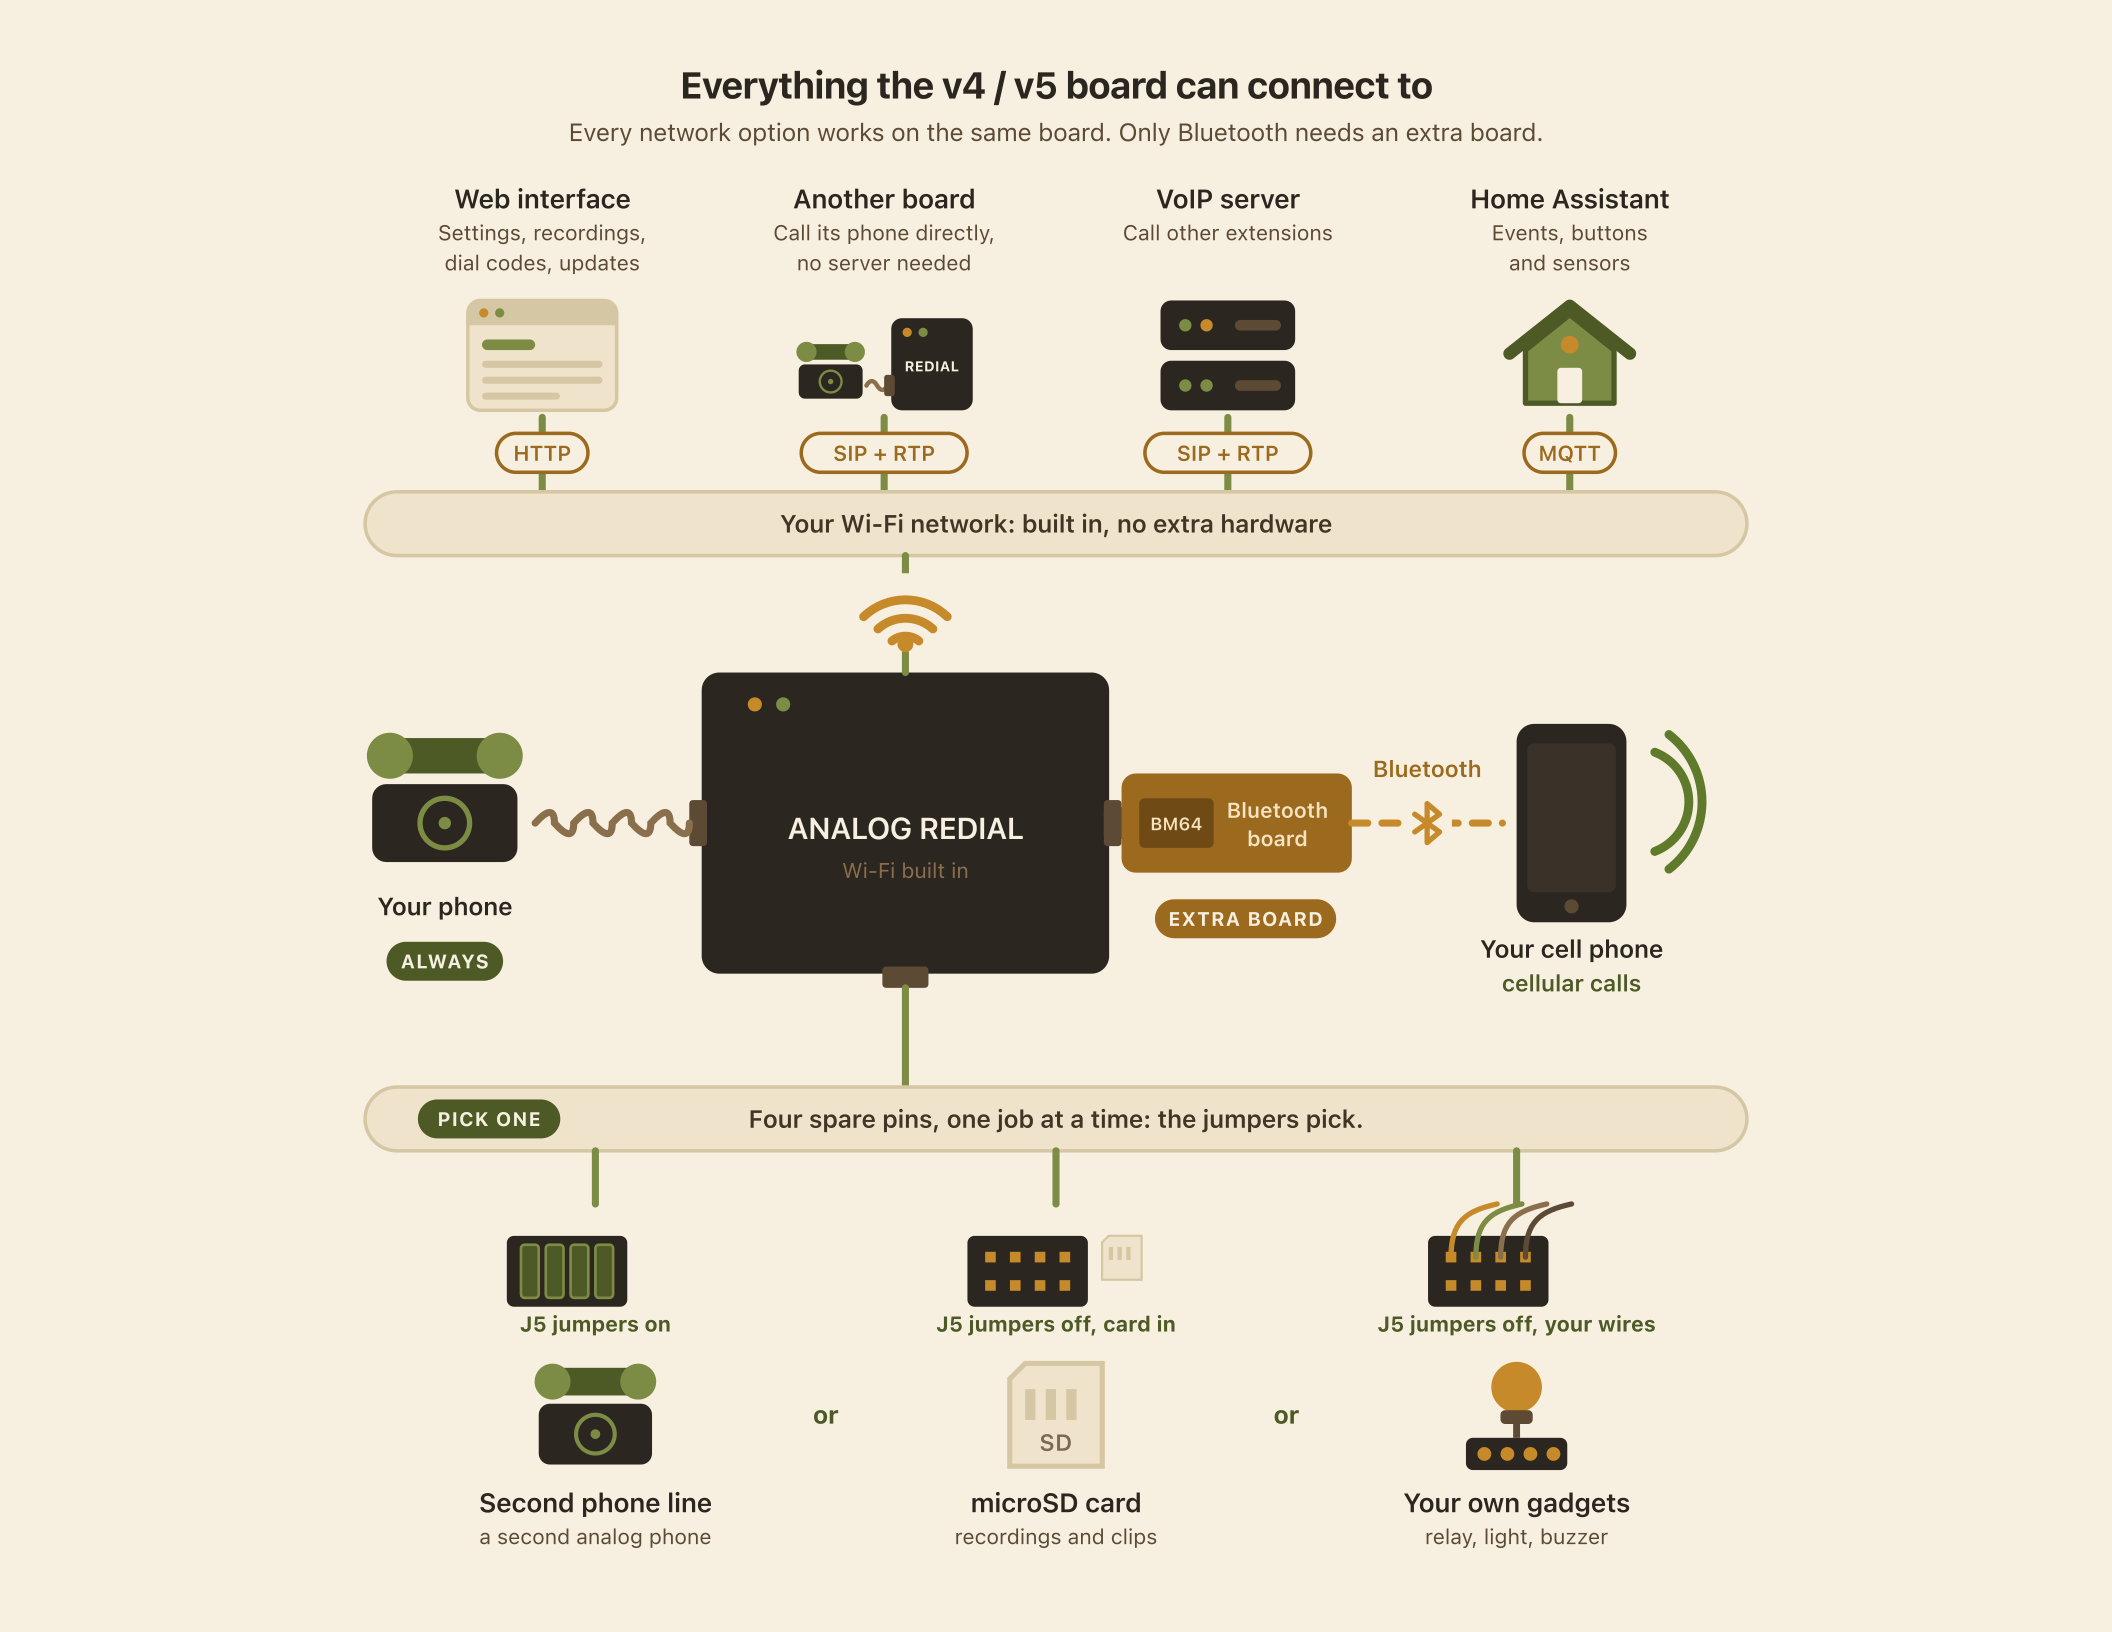 Everything the v4 / v5 board can connect to
Every network option works on the same board. Only Bluetooth needs an extra board.
Web interface
Settings, recordings,
dial codes, updates
Another board
Call its phone directly,
no server needed
VoIP server
Call other extensions
Home Assistant
Events, buttons
and sensors
REDIAL
HTTP
SIP + RTP
SIP + RTP
MQTT
Your Wi-Fi network: built in, no extra hardware
ANALOG REDIAL
Wi-Fi built in
Your phone
ALWAYS
BM64
Bluetooth
board
EXTRA BOARD
Bluetooth
Your cell phone
cellular calls
PICK ONE
Four spare pins, one job at a time: the jumpers pick.
J5 jumpers on
J5 jumpers off, card in
J5 jumpers off, your wires
or
SD
or
Second phone line
a second analog phone
microSD card
recordings and clips
Your own gadgets
relay, light, buzzer